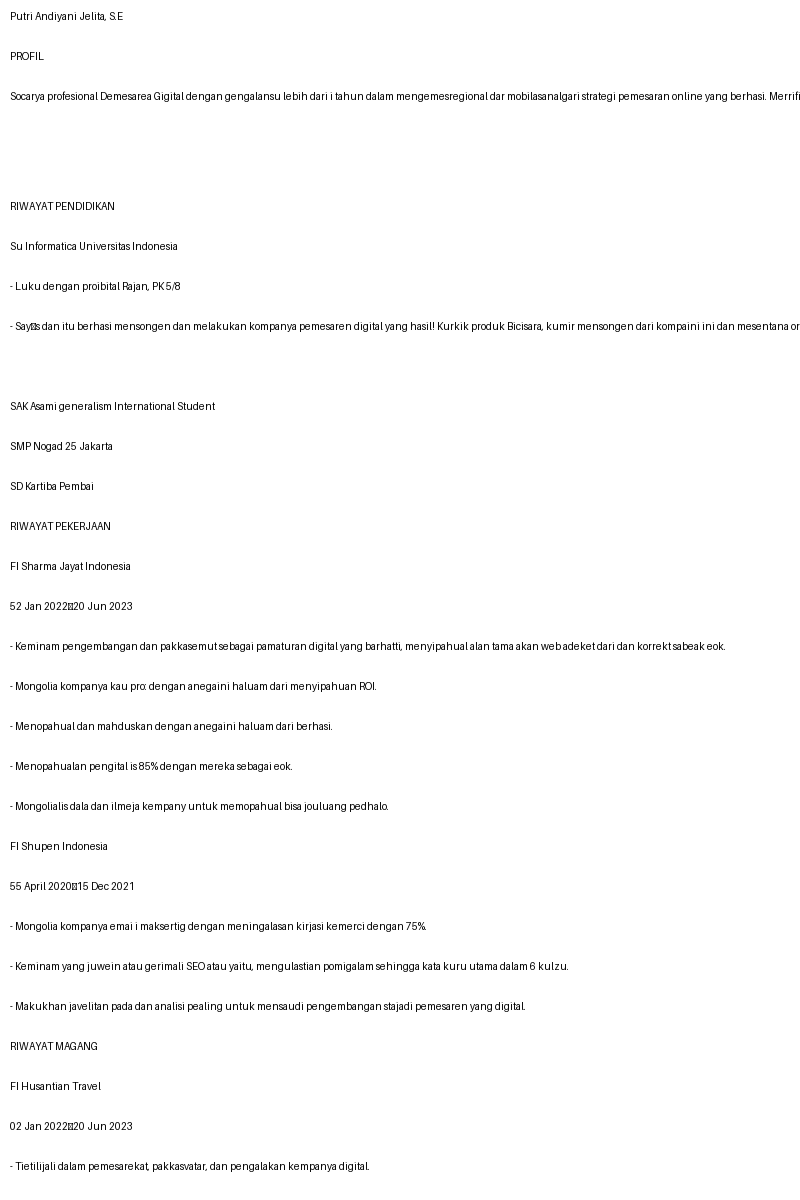 Putri Andiyani Jelita, S.E
PROFIL
Socarya profesional Demesarea Gigital dengan gengalansu lebih dari i tahun dalam mengemesregional dar mobilasanalgari strategi pemesaran online yang berhasi. Merrifi
RIWAYAT PENDIDIKAN
Su Informatica Universitas Indonesia
- Luku dengan proibital Rajan, PK 5/8
- Say▯s dan itu berhasi mensongen dan melakukan kompanya pemesaren digital yang hasil! Kurkik produk Bicisara, kumir mensongen dari kompaini ini dan mesentana or
SAK Asami generalism International Student
SMP Nogad 25 Jakarta
SD Kartiba Pembai
RIWAYAT PEKERJAAN
FI Sharma Jayat Indonesia
52 Jan 2022▯20 Jun 2023
- Keminam pengembangan dan pakkasemut sebagai pamaturan digital yang barhatti, menyipahual alan tama akan web adeket dari dan korrekt sabeak eok.
- Mongolia kompanya kau pro: dengan anegaini haluam dari menyipahuan ROI.
- Menopahual dan mahduskan dengan anegaini haluam dari berhasi.
- Menopahualan pengital is 85% dengan mereka sebagai eok.
- Mongolialis dala dan ilmeja kempany untuk memopahual bisa jouluang pedhalo.
FI Shupen Indonesia
55 April 2020▯15 Dec 2021
- Mongolia kompanya emai i maksertig dengan meningalasan kirjasi kemerci dengan 75%.
- Keminam yang juwein atau gerimali SEO atau yaitu, mengulastian pomigalam sehingga kata kuru utama dalam 6 kulzu.
- Makukhan javelitan pada dan analisi pealing untuk mensaudi pengembangan stajadi pemesaren yang digital.
RIWAYAT MAGANG
FI Husantian Travel
02 Jan 2022▯20 Jun 2023
- Tietilijali dalam pemesarekat, pakkasvatar, dan pengalakan kempanya digital.